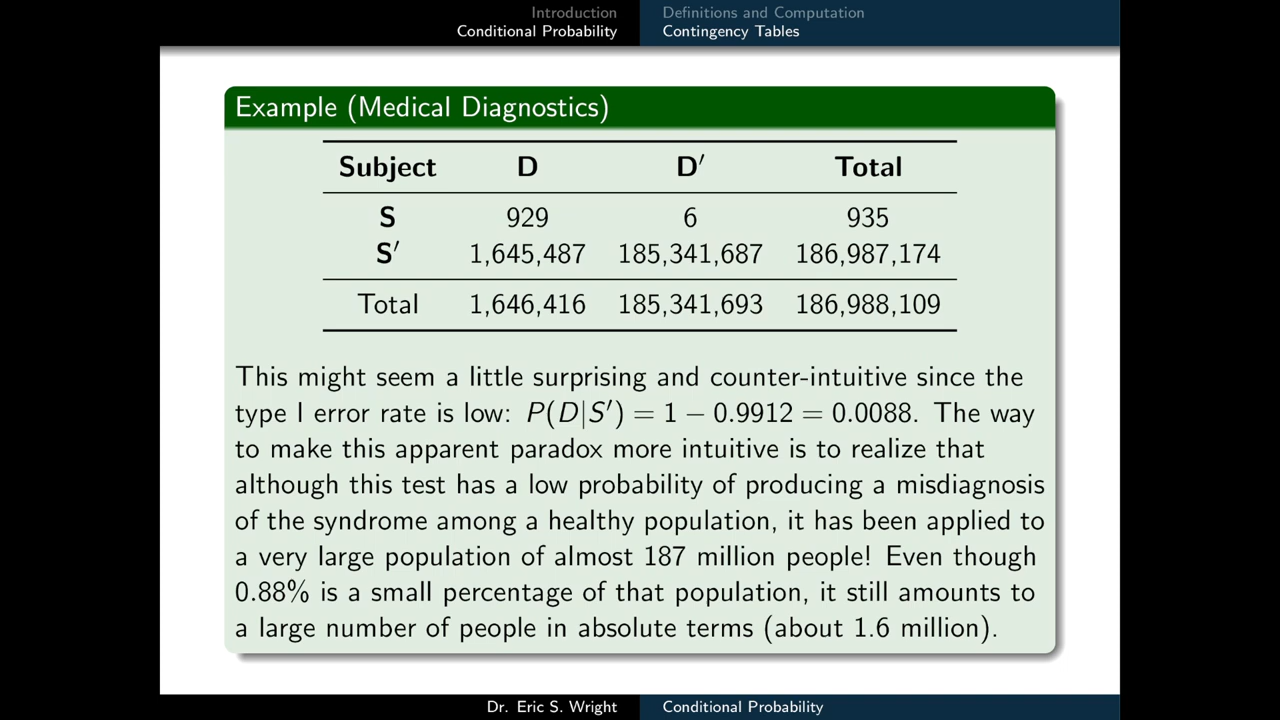 Introduction
Conditional Probability
Definitions and Computation
Contingency Tables
Example (Medical Diagnostics)
Subject D D′ Total
S 929 6 935
S′ 1,645,487 185,341,687 186,987,174
Total 1,646,416 185,341,693 186,988,109
This might seem a little surprising and counter-intuitive since the
type I error rate is low: P(D|S′) = 1 − 0.9912 = 0.0088. The way
to make this apparent paradox more intuitive is to realize that
although this test has a low probability of producing a misdiagnosis
of the syndrome among a healthy population, it has been applied to
a very large population of almost 187 million people! Even though
0.88% is a small percentage of that population, it still amounts to
a large number of people in absolute terms (about 1.6 million).
Dr. Eric S. Wright
Conditional Probability